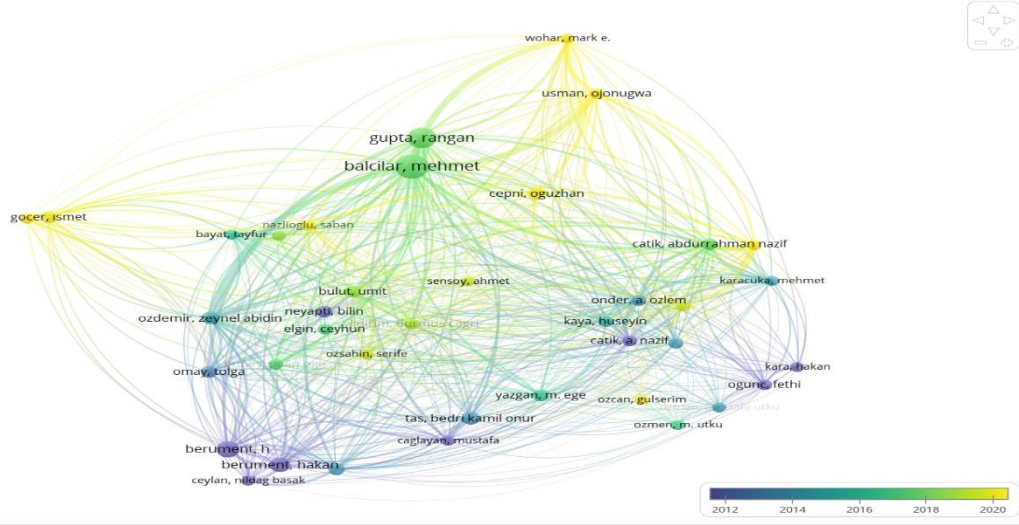 wohar, mark e.
usman, ojonugwa
gupta, rangan
balcilar, mehmet
cepni, oguzhan
gocer, ismet
nazlioglu, saban
bayat, tayfur
catik, abdurrahman nazif
sensoy, ahmet
karacuka, mehmet
bulut, umit
onder, a. ozlem
neyapti, bilin
ozdemir, zeynel abidin
kaya, huseyin
elgin, ceyhun
catik, a. nazif
ozsahin, serife
kara, hakan
omay, tolga
ogunc, fethi
yazgan, m. ege
ozcan, gulserim
utku
tas, bedri kamil onur
ozmen, m. utku
caglayan, mustafa
berument, h
berument, hakan
ceylan, nildag basak
2012 2014 2016 2018 2020